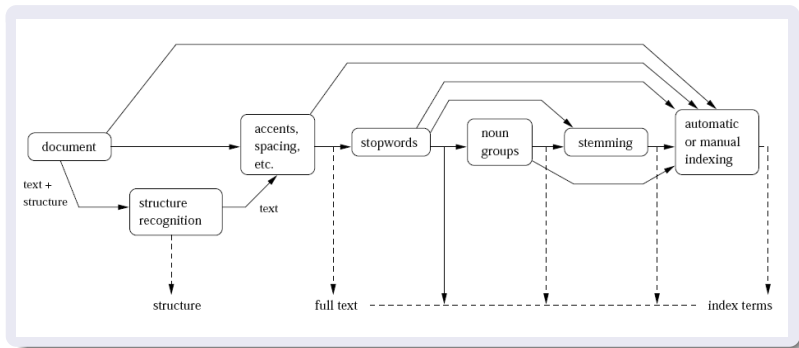 document
text +
structure
structure
recognition
text
structure
accents,
spacing,
etc.
full text
stopwords
noun
groups
stemming
automatic
or manual
indexing
index terms